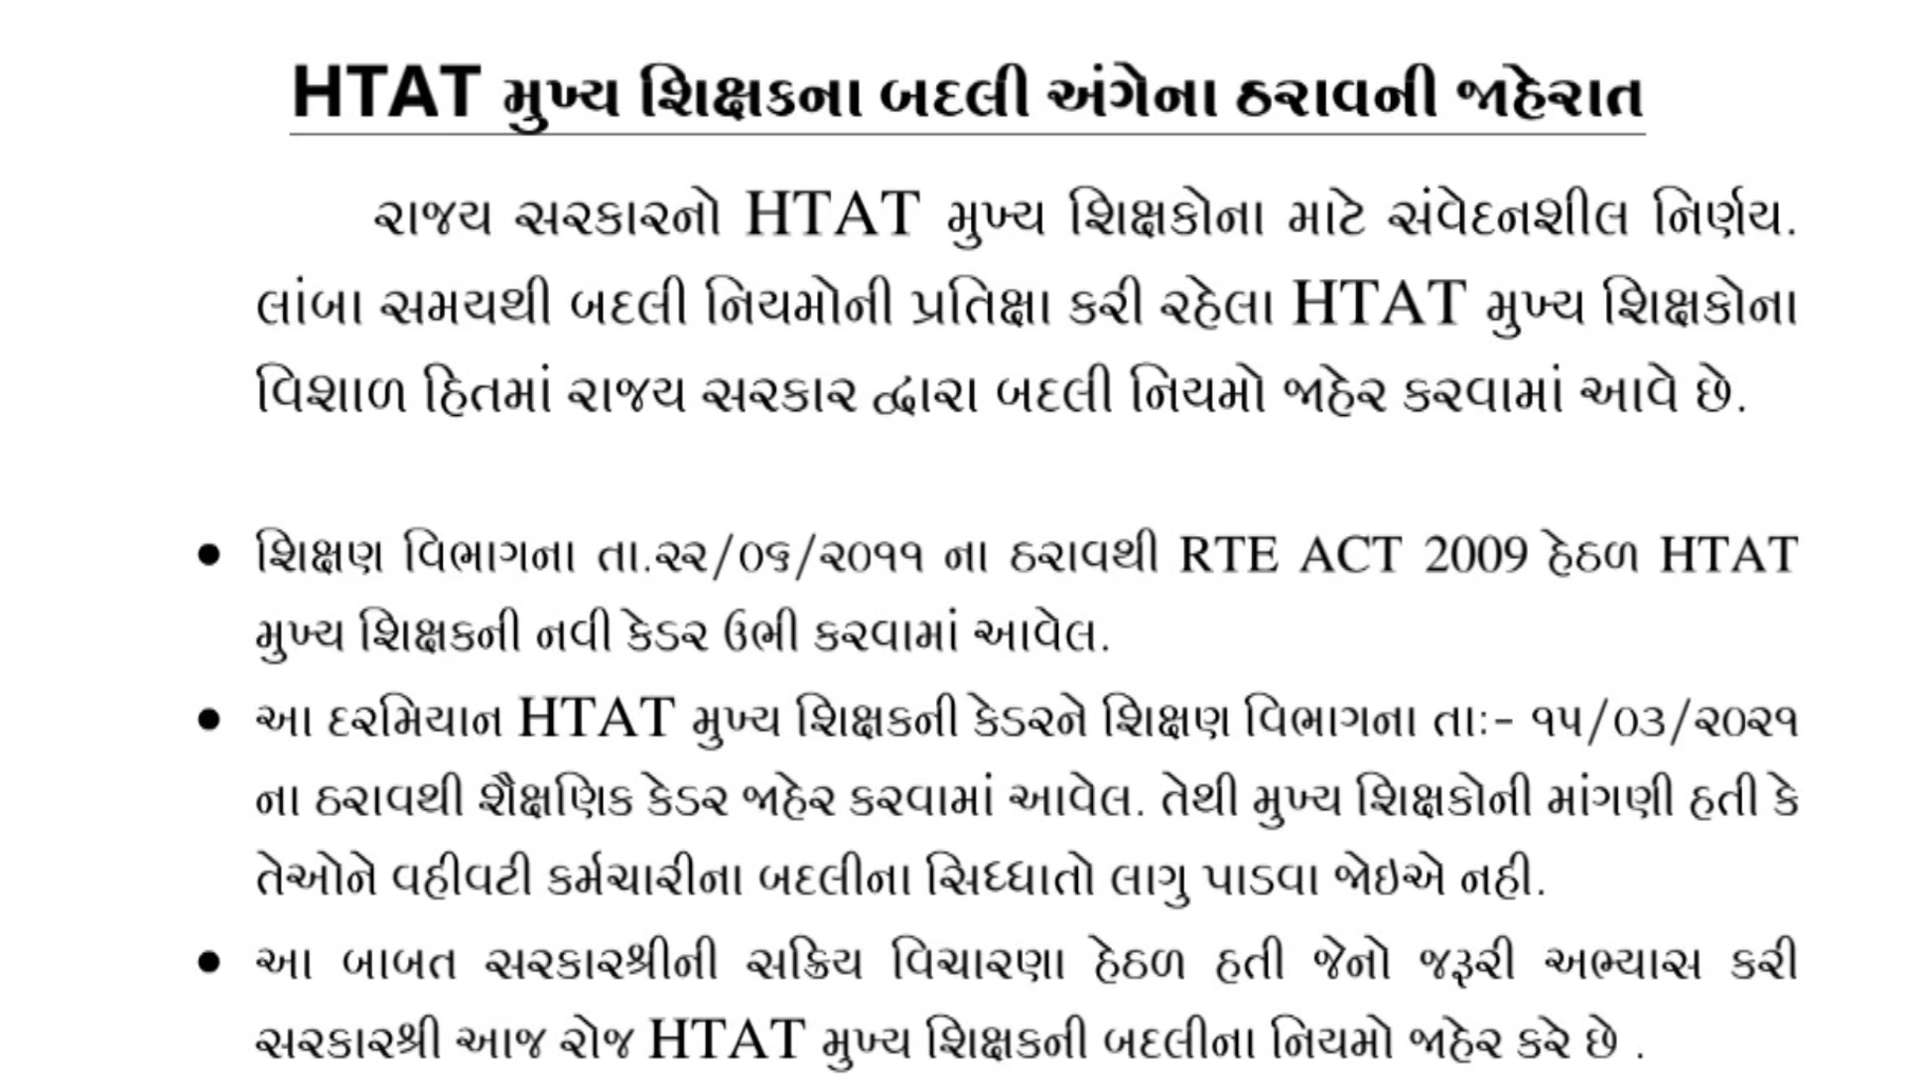 HTAT મુખ્ય શિક્ષકના બદલી અંગેના ઠરાવની જાહેરાત
રાજય સરકારનો HTAT મુખ્ય શિક્ષકોના માટે સંવેદનશીલ નિર્ણય.
લાંબા સમયથી બદલી નિયમોની પ્રતિક્ષા કરી રહેલા HTAT મુખ્ય શિક્ષકોના
વિશાળ હિતમાં રાજય સરકાર દ્વારા બદલી નિયમો જાહેર કરવામાં આવે છે.
● શિક્ષણ વિભાગના તા.૨૨/૦૬/૨૦૧૧ ના ઠરાવથી RTE ACT 2009 હેઠળ HTAT
મુખ્ય શિક્ષકની નવી કેડર ઉભી કરવામાં આવેલ.
● આ દરમિયાન HTAT મુખ્ય શિક્ષકની કેડરને શિક્ષણ વિભાગના તા:- ૧૫/૦૩/૨૦૨૧
ના ઠરાવથી શૈક્ષણિક કેડર જાહેર કરવામાં આવેલ. તેથી મુખ્ય શિક્ષકોની માંગણી હતી કે
તેઓને વહીવટી કર્મચારીના બદલીના સિધ્ધાતો લાગુ પાડવા જોઇએ નહી.
● આ બાબત સરકારશ્રીની સક્રિય વિચારણા હેઠળ હતી જેનો જરૂરી અભ્યાસ કરી
સરકારશ્રી આજ રોજ HTAT મુખ્ય શિક્ષકની બદલીના નિયમો જાહેર કરે છે .